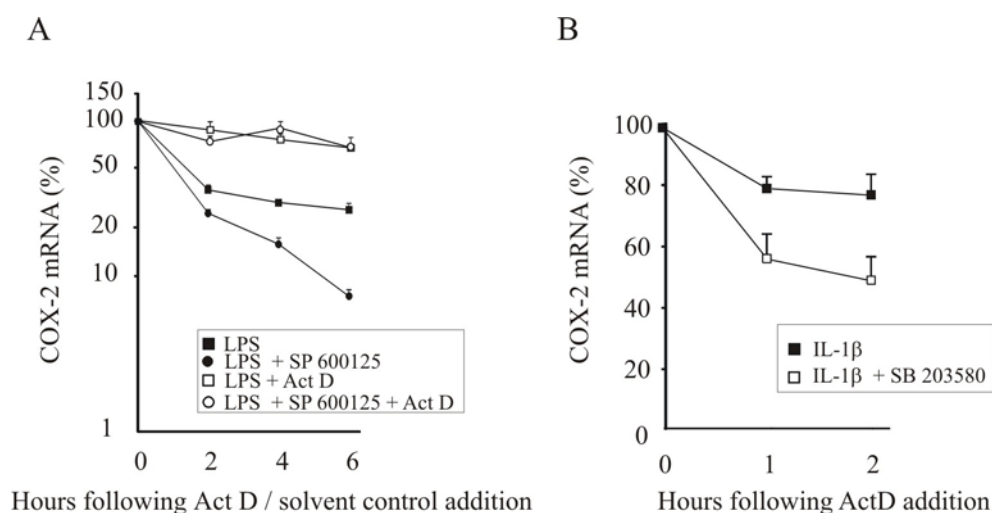 A
150
100
50
20
10
1
COX-2 mRNA (%)
LPS
LPS + SP 600125
LPS + Act D
LPS + SP 600125 + Act D
0 2 4 6
Hours following Act D / solvent control addition
B
100
80
60
40
20
0
COX-2 mRNA (%)
IL-1β
IL-1β + SB 203580
0 1 2
Hours following ActD addition